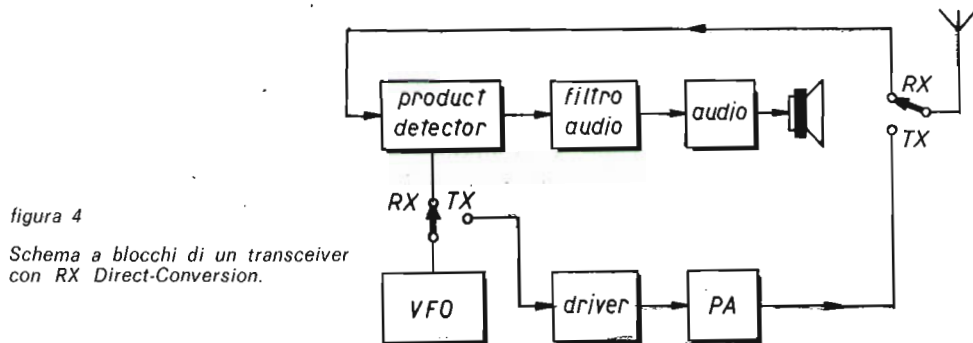 RX
TX
product
detector
filtro
audio
audio
RX TX
VFO
driver
PA
figura 4
Schema a blocchi di un transceiver
con RX Direct-Conversion.